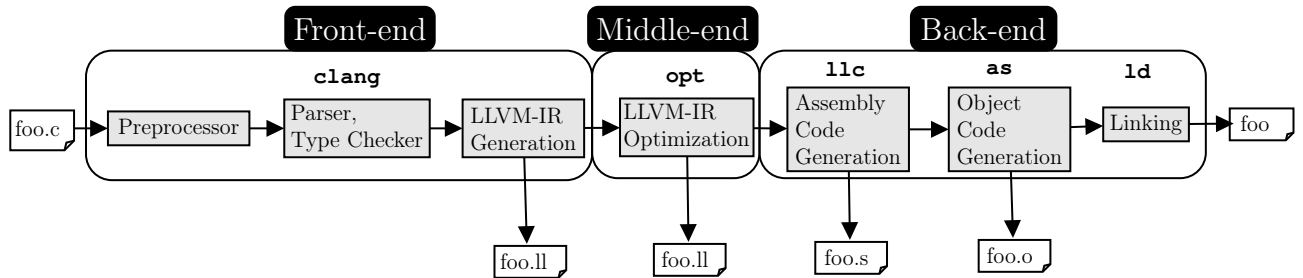 Front-end
Middle-end
Back-end
clang
opt
llc
as
ld
foo.c
Preprocessor
Parser,
Type Checker
LLVM-IR
Generation
LLVM-IR
Optimization
Assembly
Code
Generation
Object
Code
Generation
Linking
foo
foo.ll
foo.ll
foo.s
foo.o